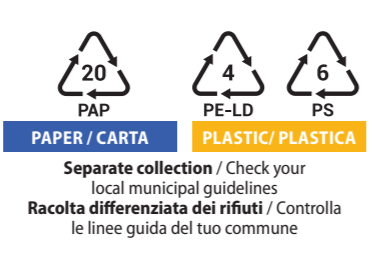 20 4 6
PAP PE-LD PS
PAPER / CARTA PLASTIC/ PLASTICA
Separate collection / Check your
local municipal guidelines
Racolta differenziata dei rifiuti / Controlla
le linee guida del tuo commune